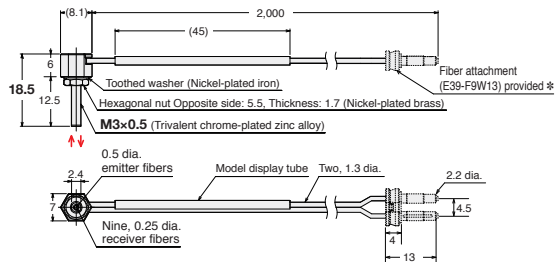 (8.1)
2,000
(45)
6
18.5
12.5
Toothed washer (Nickel-plated iron)
Hexagonal nut Opposite side: 5.5, Thickness: 1.7 (Nickel-plated brass)
M3×0.5 (Trivalent chrome-plated zinc alloy)
Fiber attachment
(E39-F9W13) provided *
0.5 dia.
emitter fibers
2.4
7
Model display tube
Two, 1.3 dia.
2.2 dia.
4.5
Nine, 0.25 dia.
receiver fibers
4
13